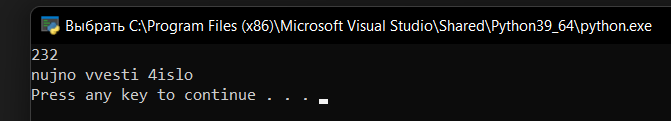 Выбрать C:\Program Files (x86)\Microsoft Visual Studio\Shared\Python39_64\python.exe
232
nujno vvesti 4islo
Press any key to continue . . .